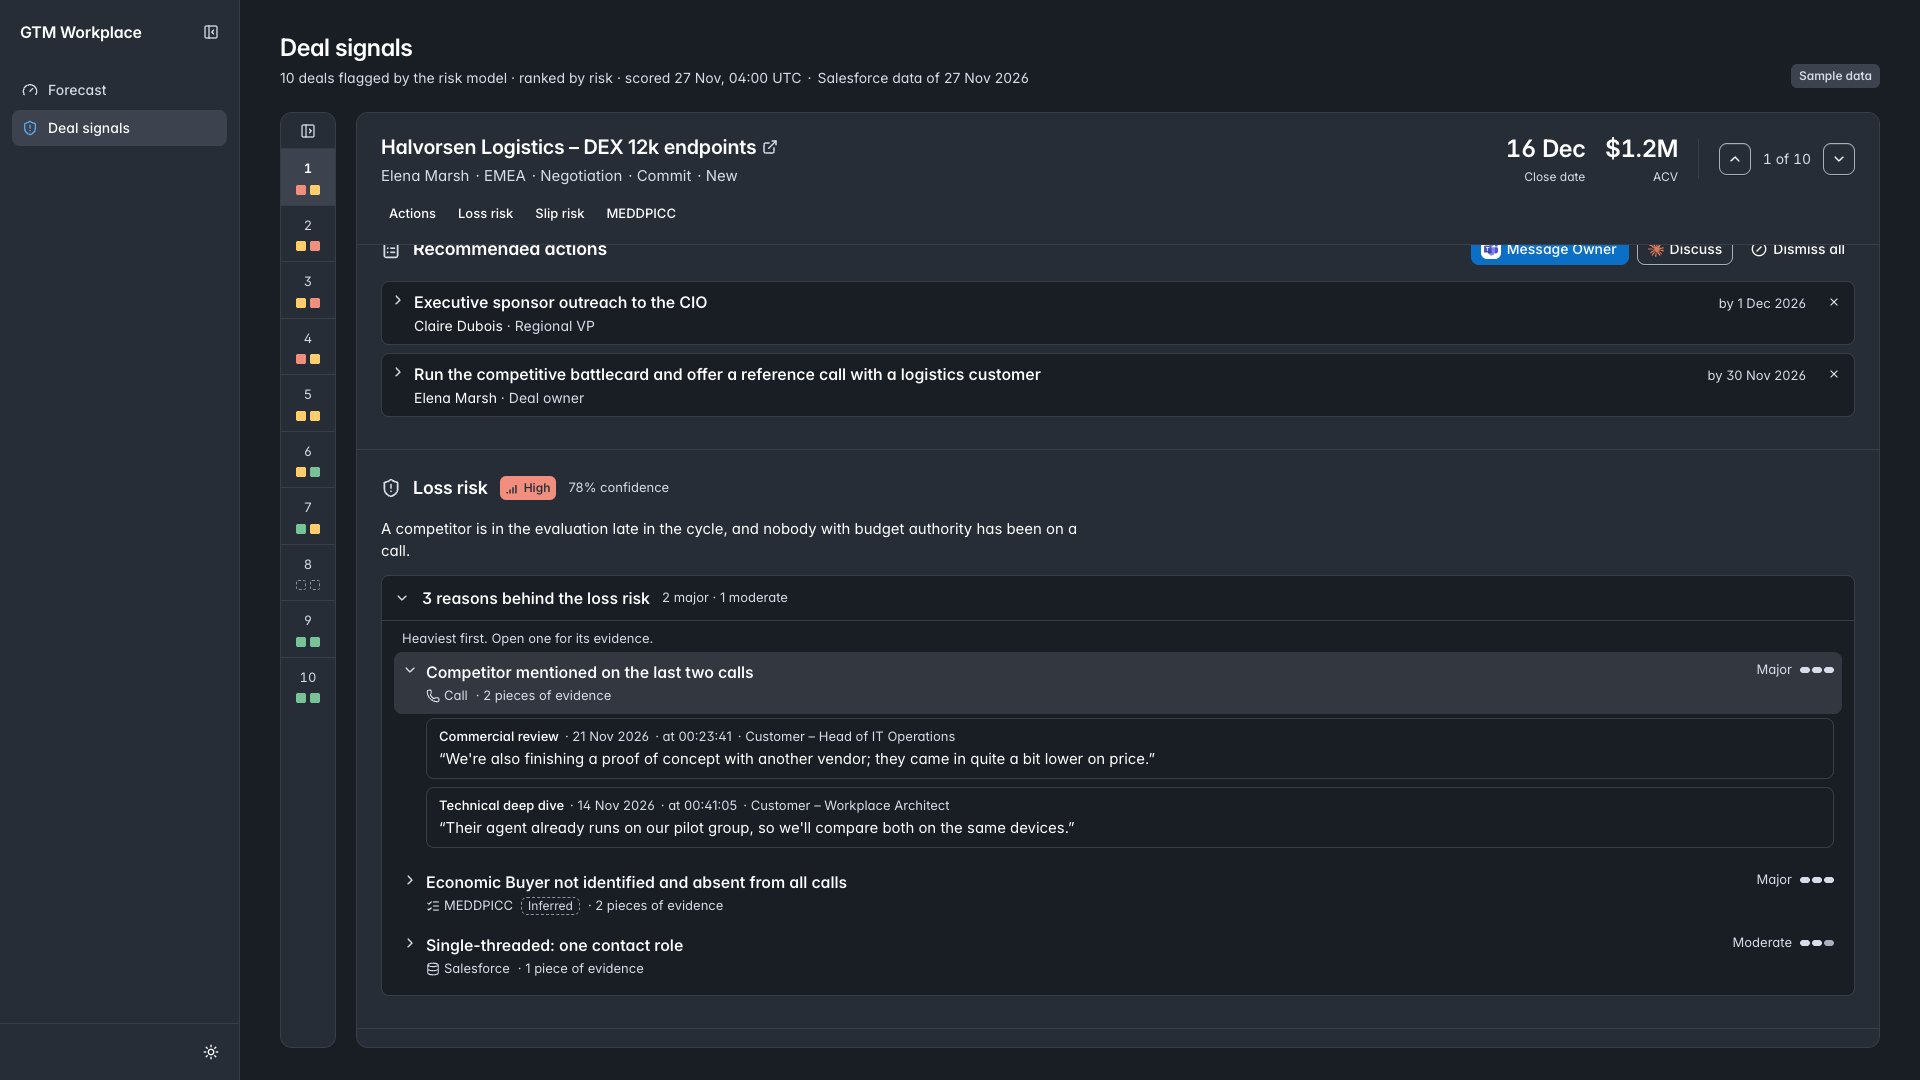 GTM Workplace
Forecast
Deal signals
Deal signals
10 deals flagged by the risk model · ranked by risk · scored 27 Nov, 04:00 UTC · Salesforce data of 27 Nov 2026
Sample data
1
2
3
4
5
6
7
8
9
10
Halvorsen Logistics – DEX 12k endpoints
Elena Marsh · EMEA · Negotiation · Commit · New
16 Dec
Close date
$1.2M
ACV
1 of 10
Actions
Loss risk
Slip risk
MEDDPICC
Recommended actions
Message Owner
Discuss
Dismiss all
Executive sponsor outreach to the CIO
Claire Dubois · Regional VP
by 1 Dec 2026
Run the competitive battlecard and offer a reference call with a logistics customer
Elena Marsh · Deal owner
by 30 Nov 2026
Loss risk
High
78% confidence
A competitor is in the evaluation late in the cycle, and nobody with budget authority has been on a
call.
3 reasons behind the loss risk
2 major · 1 moderate
Heaviest first. Open one for its evidence.
Competitor mentioned on the last two calls
Call · 2 pieces of evidence
Major
Commercial review · 21 Nov 2026 · at 00:23:41 · Customer – Head of IT Operations
“We're also finishing a proof of concept with another vendor; they came in quite a bit lower on price.”
Technical deep dive · 14 Nov 2026 · at 00:41:05 · Customer – Workplace Architect
“Their agent already runs on our pilot group, so we'll compare both on the same devices.”
Economic Buyer not identified and absent from all calls
MEDDPICC Inferred · 2 pieces of evidence
Major
Single-threaded: one contact role
Salesforce · 1 piece of evidence
Moderate